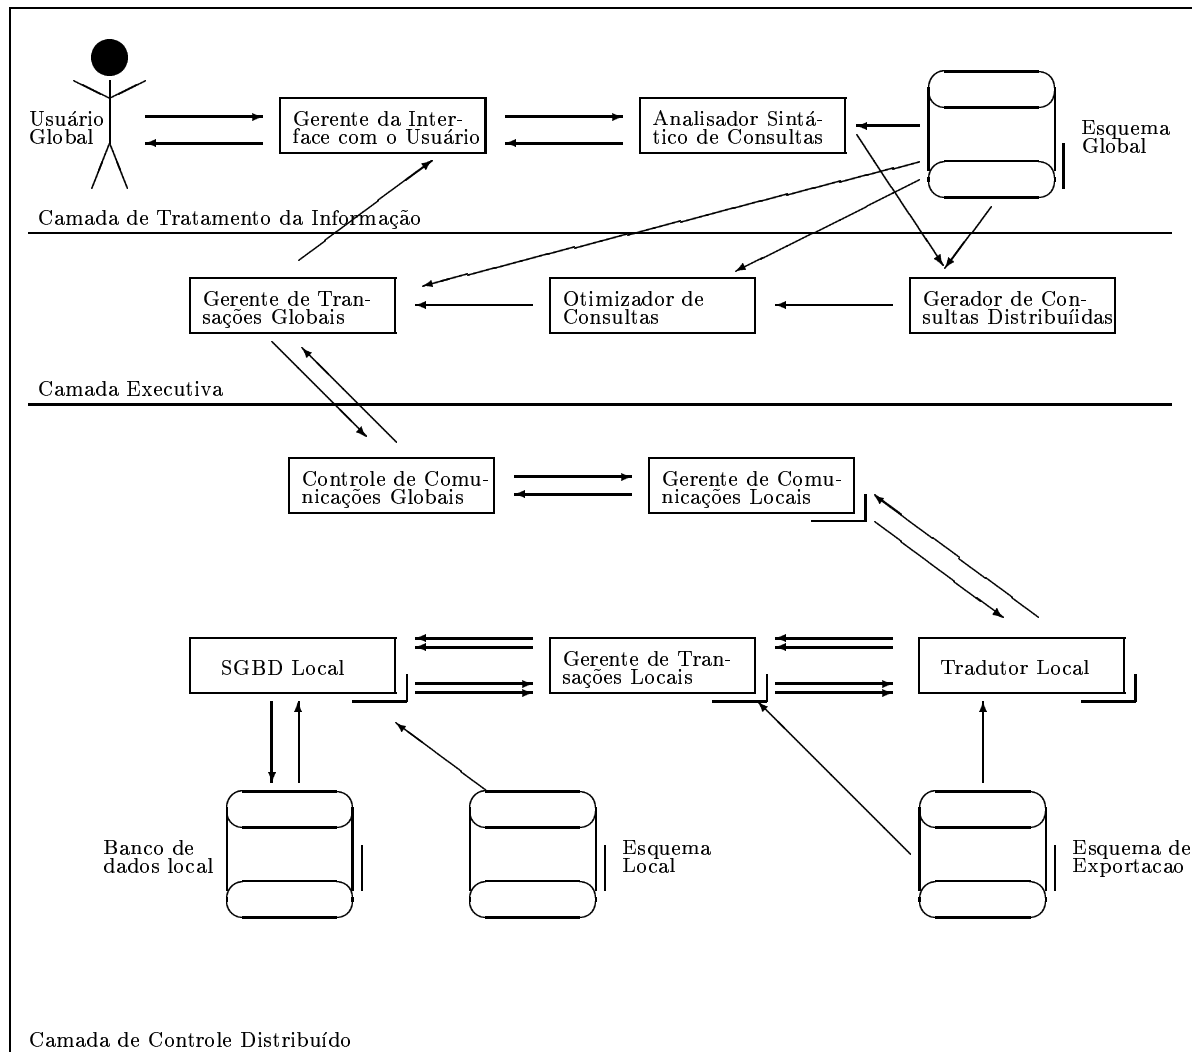 Usuário
Global
Gerente da Inter-
face com o Usuário
Analisador Sintá-
tico de Consultas
Esquema
Global
Camada de Tratamento da Informação
Gerente de Tran-
sações Globais
Otimizador de
Consultas
Gerador de Con-
sultas Distribuíidas
Camada Executiva
Controle de Comu-
nicações Globais
Gerente de Comu-
nicações Locais
SGBD Local
Gerente de Tran-
sações Locais
Tradutor Local
Banco de
dados local
Esquema
Local
Esquema de
Exportacao
Camada de Controle Distribuído